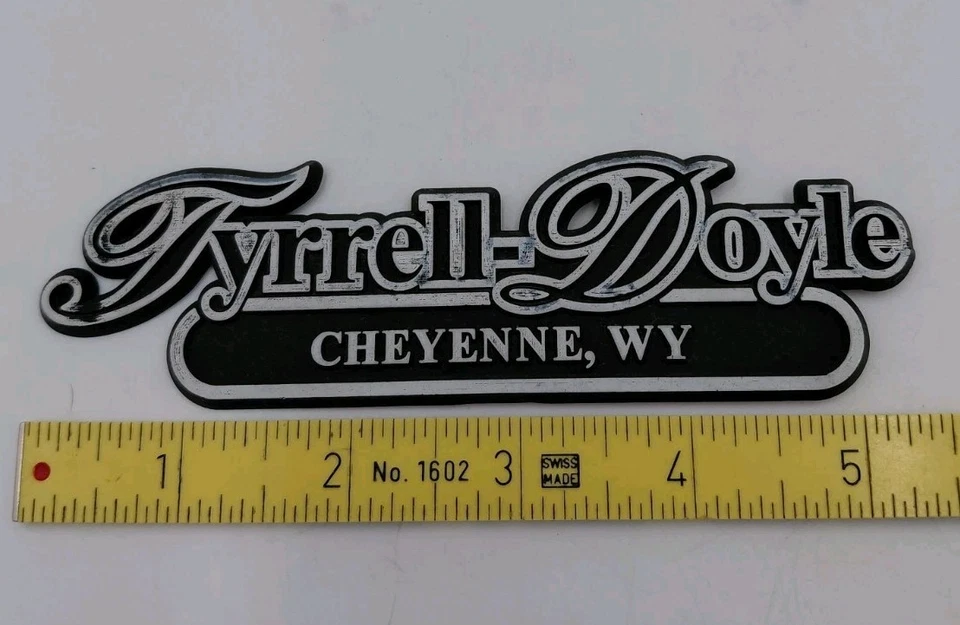 Tyrrell-Doyle
CHEYENNE, WY
1 2 No. 1602 3 SWISS MADE 4 5